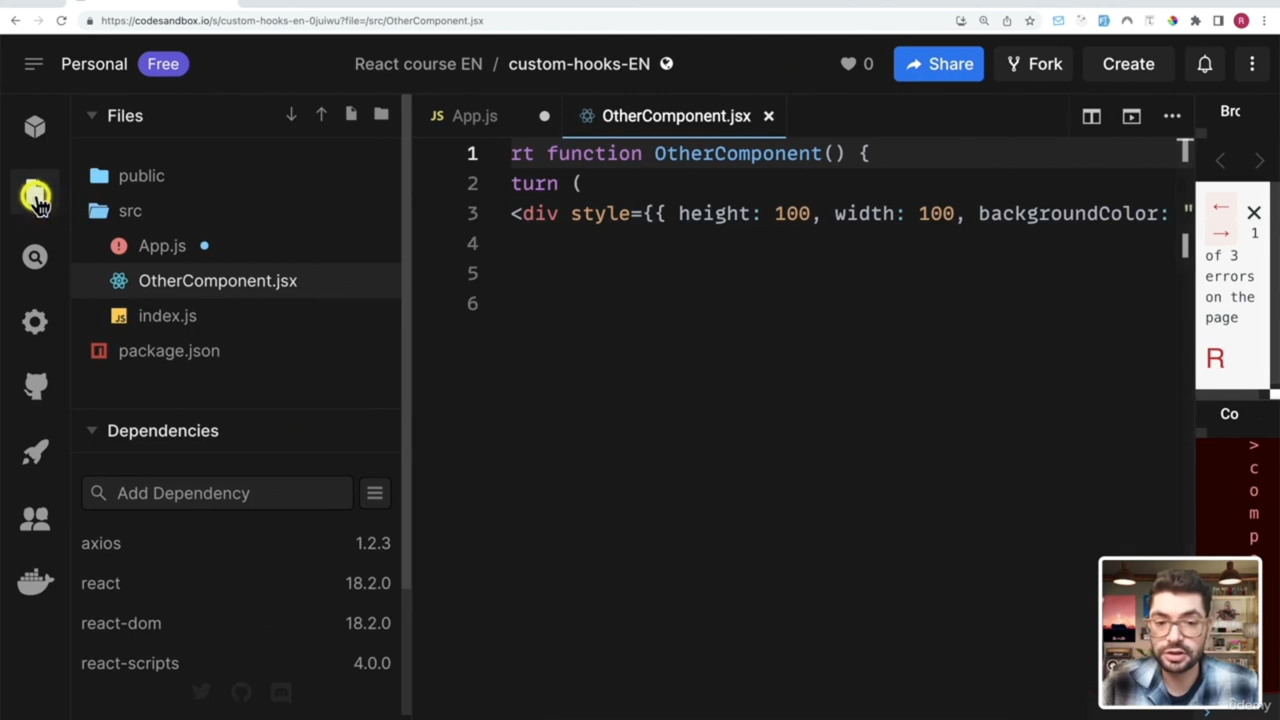 https://codesandbox.io/s/custom-hooks-en-0juiwu?file=/src/OtherComponent.jsx
R
Personal Free React course EN / custom-hooks-EN 0 Share Fork Create
Files
public
src
App.js
OtherComponent.jsx
JS index.js
package.json
Dependencies
Add Dependency
axios 1.2.3
react 18.2.0
react-dom 18.2.0
react-scripts 4.0.0
JS App.js OtherComponent.jsx
1 rt function OtherComponent() {
2 turn (
3 <div style={{ height: 100, width: 100, backgroundColor: "
4
5
6
Brc
← 1
→
of 3
errors
on the
page
R
Co
>
c
o
m
p
ûdemy